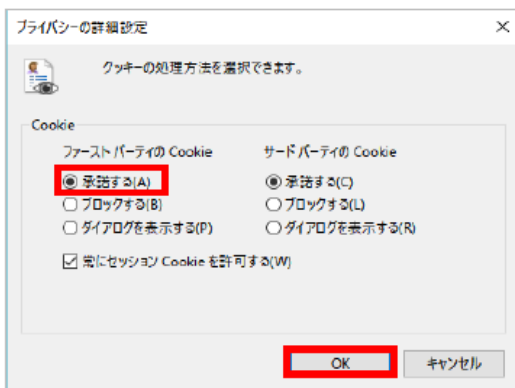 プライバシーの詳細設定
クッキーの処理方法を選択できます。
Cookie
ファースト パーティの Cookie
サード パーティの Cookie
承諾する(A)
承諾する(C)
ブロックする(B)
ブロックする(L)
ダイアログを表示する(P)
ダイアログを表示する(R)
常にセッション Cookie を許可する(W)
OK
キャンセル